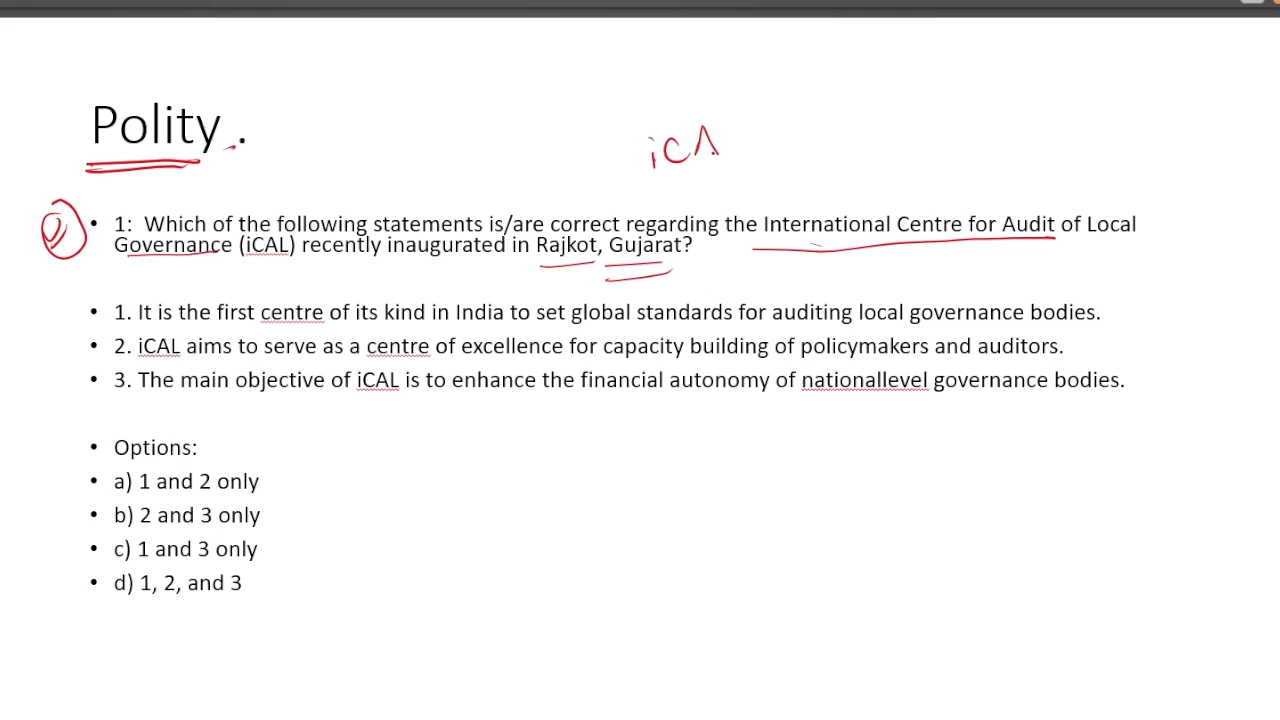 Polity .
iCA
• 1: Which of the following statements is/are correct regarding the International Centre for Audit of Local
Governance (iCAL) recently inaugurated in Rajkot, Gujarat?
• 1. It is the first centre of its kind in India to set global standards for auditing local governance bodies.
• 2. iCAL aims to serve as a centre of excellence for capacity building of policymakers and auditors.
• 3. The main objective of iCAL is to enhance the financial autonomy of nationallevel governance bodies.
• Options:
• a) 1 and 2 only
• b) 2 and 3 only
• c) 1 and 3 only
• d) 1, 2, and 3